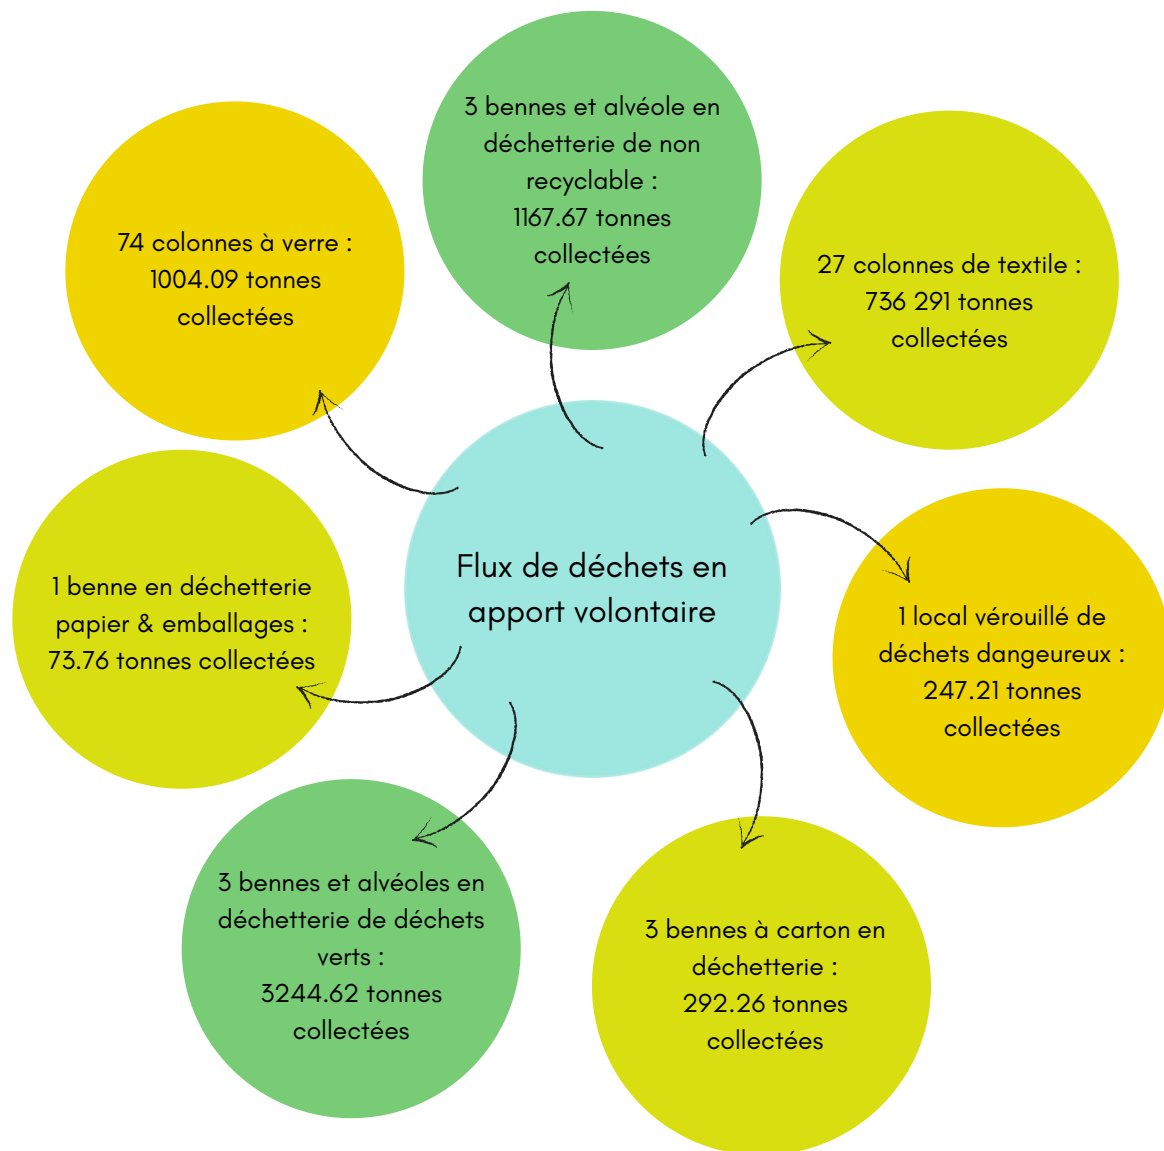 3 bennes et alvéole en
déchetterie de non
recyclable :
1167.67 tonnes
collectées
74 colonnes à verre :
1004.09 tonnes
collectées
27 colonnes de textile :
736 291 tonnes
collectées
Flux de déchets en
apport volontaire
1 benne en déchetterie
papier & emballages :
73.76 tonnes collectées
1 local vérouillé de
déchets dangeureux :
247.21 tonnes
collectées
3 bennes et alvéoles en
déchetterie de déchets
verts :
3244.62 tonnes
collectées
3 bennes à carton en
déchetterie :
292.26 tonnes
collectées